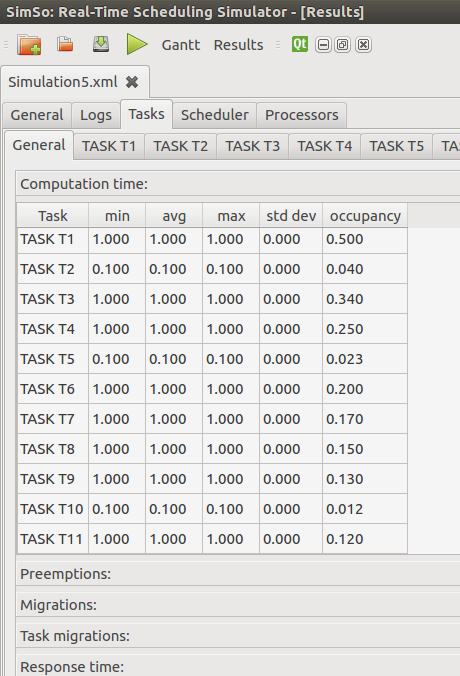 SimSo: Real-Time Scheduling Simulator - [Results]
Gantt Results Qt
Simulation5.xml
General Logs Tasks Scheduler Processors
General TASK T1 TASK T2 TASK T3 TASK T4 TASK T5 TA
Computation time:
Task min avg max std dev occupancy
TASK T1 1.000 1.000 1.000 0.000 0.500
TASK T2 0.100 0.100 0.100 0.000 0.040
TASK T3 1.000 1.000 1.000 0.000 0.340
TASK T4 1.000 1.000 1.000 0.000 0.250
TASK T5 0.100 0.100 0.100 0.000 0.023
TASK T6 1.000 1.000 1.000 0.000 0.200
TASK T7 1.000 1.000 1.000 0.000 0.170
TASK T8 1.000 1.000 1.000 0.000 0.150
TASK T9 1.000 1.000 1.000 0.000 0.130
TASK T10 0.100 0.100 0.100 0.000 0.012
TASK T11 1.000 1.000 1.000 0.000 0.120
Preemptions:
Migrations:
Task migrations:
Response time: